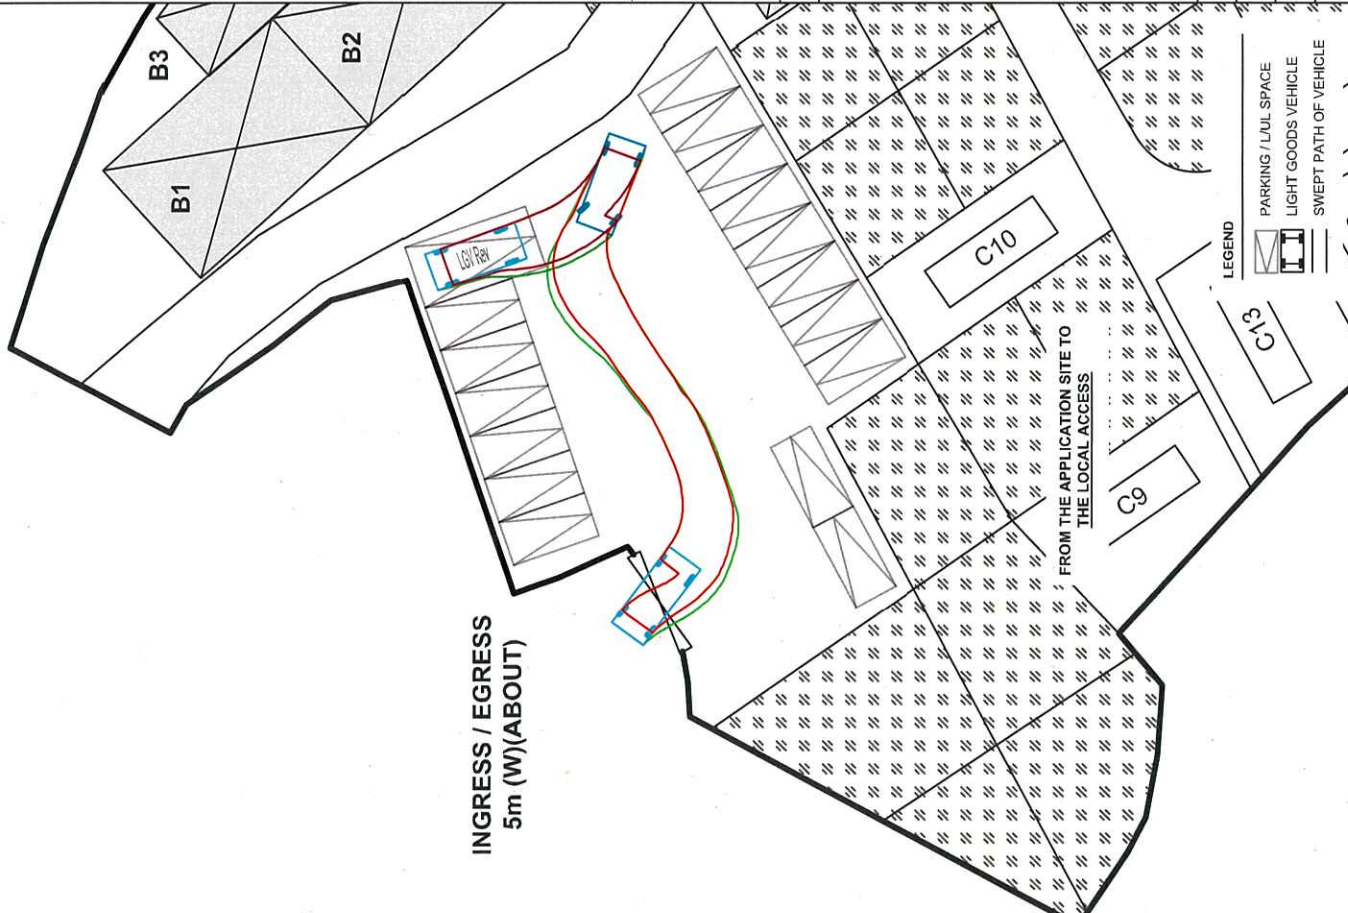 B3
B2
B1
LGV Rev
C10
C13
C9
INGRESS / EGRESS
5m (W)(ABOUT)
FROM THE APPLICATION SITE TO
THE LOCAL ACCESS
LEGEND
PARKING / L/UL SPACE
LIGHT GOODS VEHICLE
SWEPT PATH OF VEHICLE